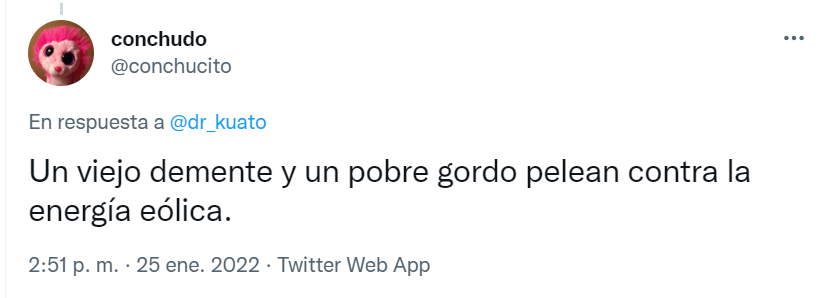 conchudo
@conchucito
En respuesta a @dr_kuato
Un viejo demente y un pobre gordo pelean contra la
energía eólica.
2:51 p. m. · 25 ene. 2022 · Twitter Web App